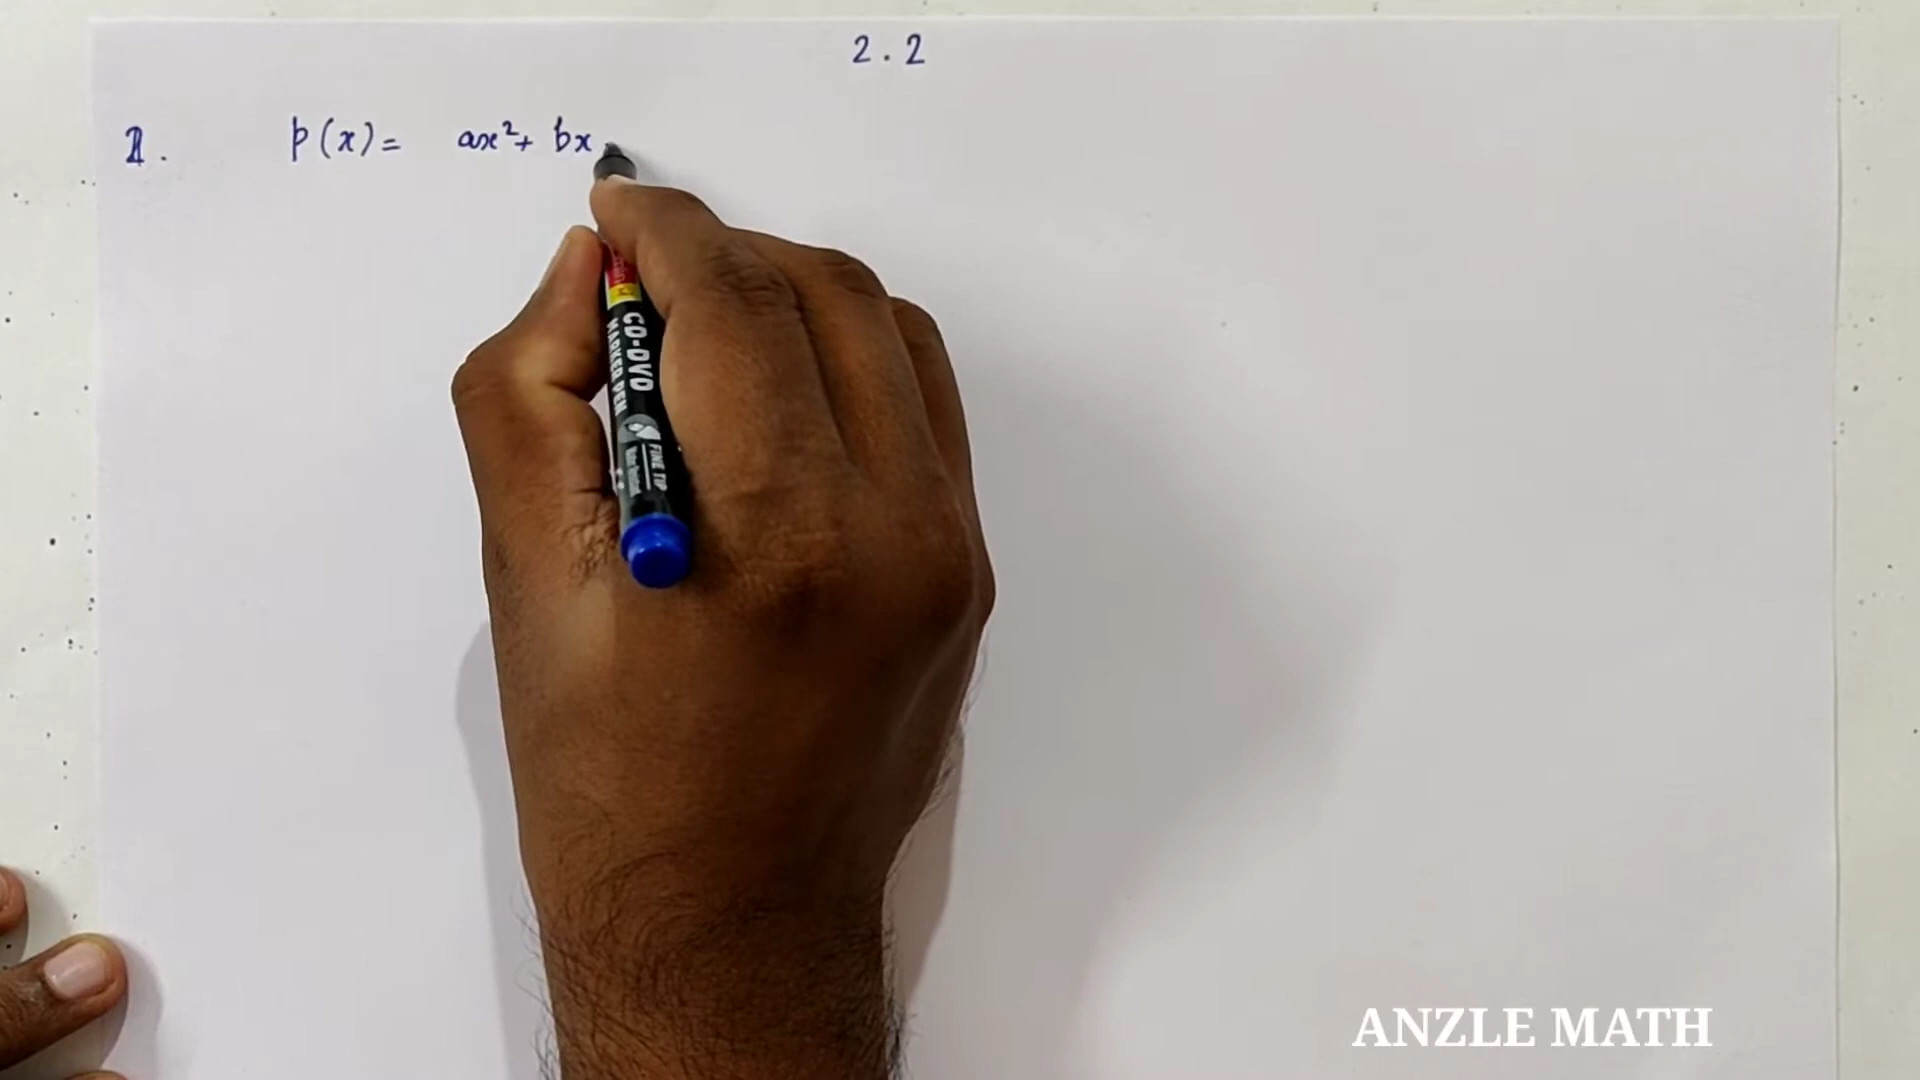 2.2
1. p(x) = ax²+ bx
CD-DVD
MARKER PEN
FINE TIP
ANZLE MATH